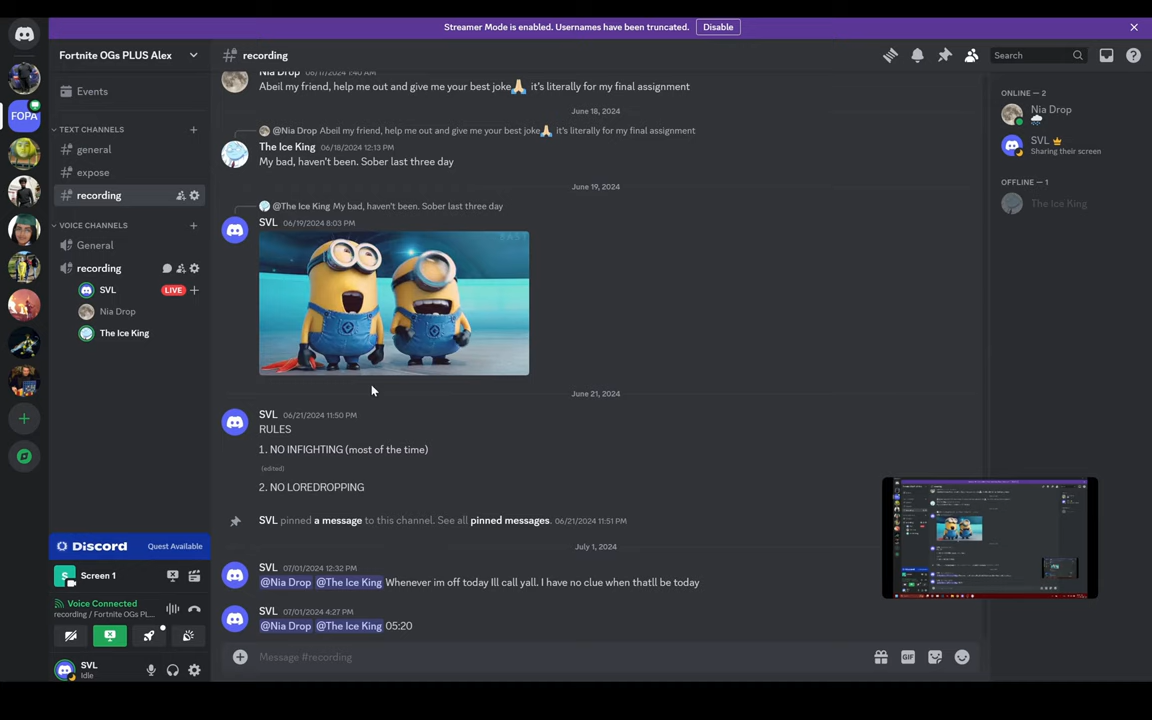 Streamer Mode is enabled. Usernames have been truncated. Disable
Fortnite OGs PLUS Alex
recording
Search
Events
TEXT CHANNELS
general
expose
recording
VOICE CHANNELS
General
recording
SVL LIVE
Nia Drop
The Ice King
FOPA
Nia Drop 06/17/2024 1:40 AM
Abeil my friend, help me out and give me your best joke🙏 it's literally for my final assignment
June 18, 2024
@Nia Drop Abeil my friend, help me out and give me your best joke🙏 it's literally for my final assignment
The Ice King 06/18/2024 12:13 PM
My bad, haven't been. Sober last three day
June 19, 2024
@The Ice King My bad, haven't been. Sober last three day
SVL 06/19/2024 8:03 PM
June 21, 2024
SVL 06/21/2024 11:50 PM
RULES
1. NO INFIGHTING (most of the time)
(edited)
2. NO LOREDROPPING
SVL pinned a message to this channel. See all pinned messages. 06/21/2024 11:51 PM
July 1, 2024
SVL 07/01/2024 12:32 PM
@Nia Drop @The Ice King Whenever im off today Ill call yall. I have no clue when thatll be today
SVL 07/01/2024 4:27 PM
@Nia Drop @The Ice King 05:20
Message #recording
GIF
ONLINE — 2
Nia Drop
SVL
Sharing their screen
OFFLINE — 1
The Ice King
Discord Quest Available
S Screen 1
Voice Connected
recording / Fortnite OGs PL...
SVL
Idle